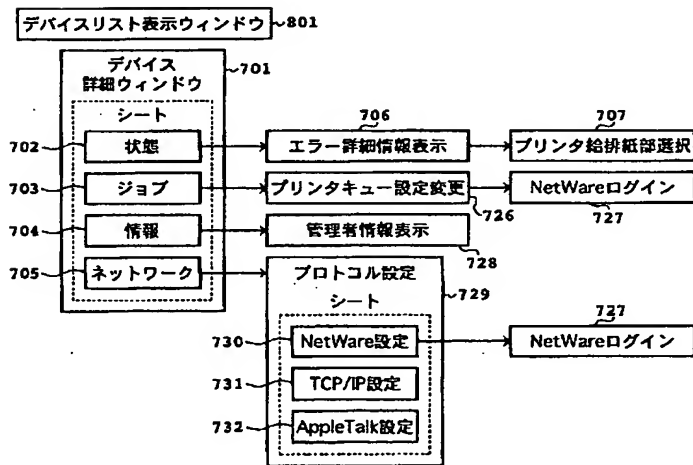 デバイスリスト表示ウィンドウ 801
デバイス
詳細ウィンドウ
701
シート
702 状態
703 ジョブ
704 情報
705 ネットワーク
706
エラー詳細情報表示
707
プリンタ給排紙部選択
プリンタキュー設定変更
726
NetWareログイン
727
管理者情報表示
728
プロトコル設定
729
シート
730 NetWare設定
731 TCP/IP設定
732 AppleTalk設定
727
NetWareログイン